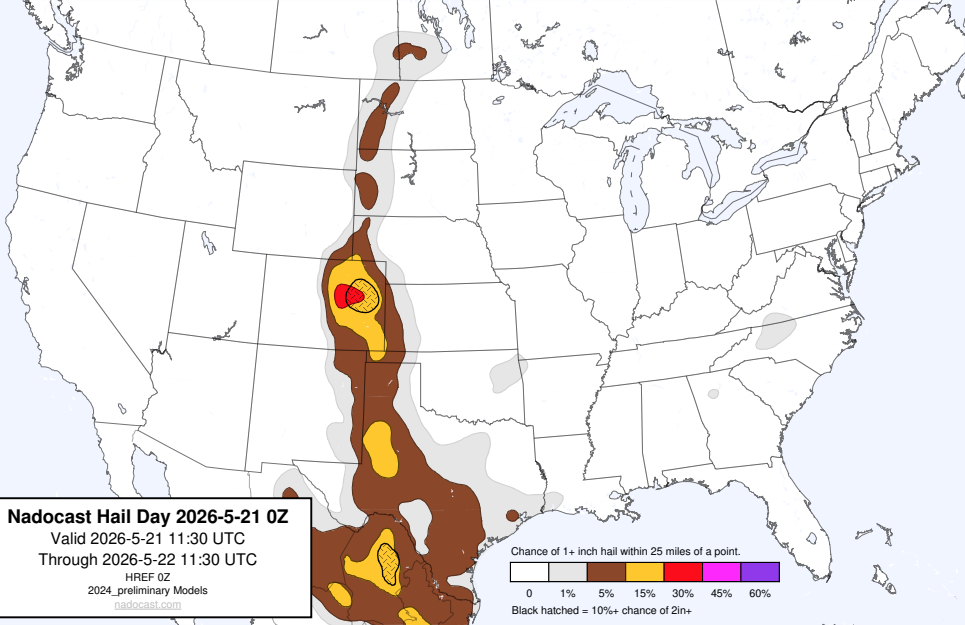 Nadocast Hail Day 2026-5-21 0Z
Valid 2026-5-21 11:30 UTC
Through 2026-5-22 11:30 UTC
HREF 0Z
2024_preliminary Models
nadocast.com
Chance of 1+ inch hail within 25 miles of a point.
0 1% 5% 15% 30% 45% 60%
Black hatched = 10%+ chance of 2in+